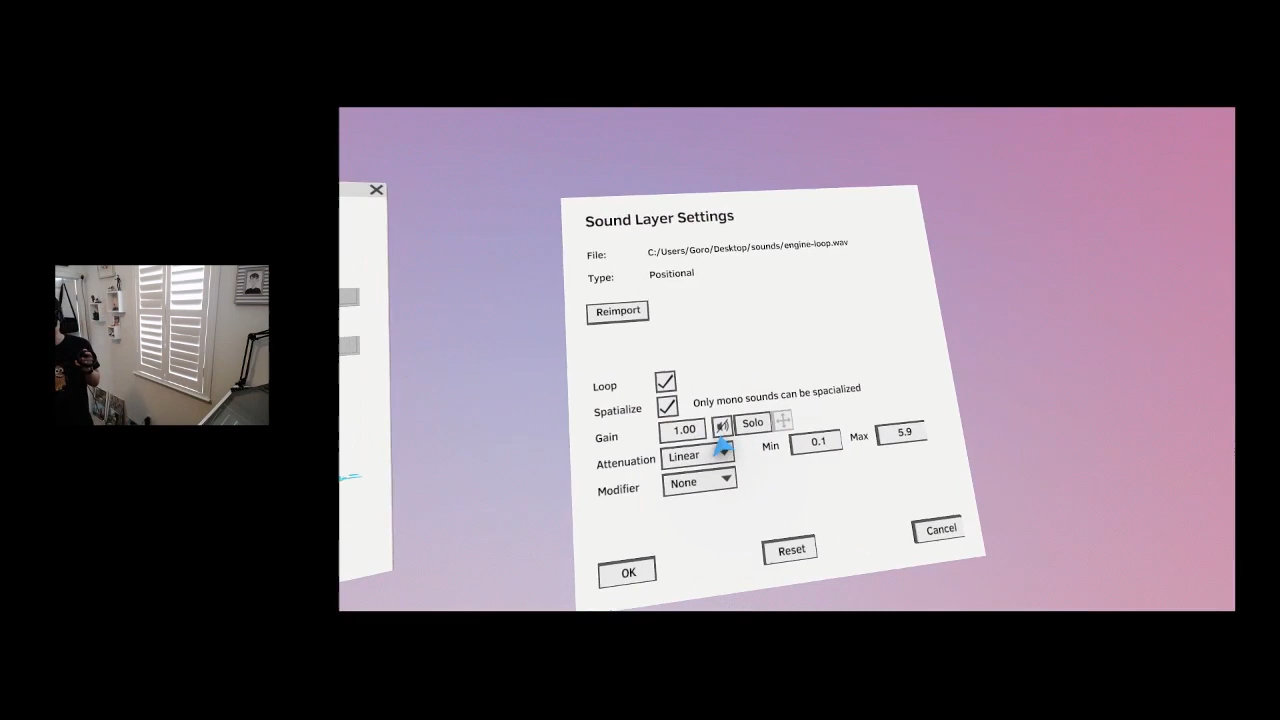 Sound Layer Settings
File: C:/Users/Goro/Desktop/sounds/engine-loop.wav
Type: Positional
Reimport
Loop
Spatialize Only mono sounds can be spacialized
Gain 1.00 Solo
Attenuation Linear Min 0.1 Max 5.9
Modifier None
OK Reset Cancel